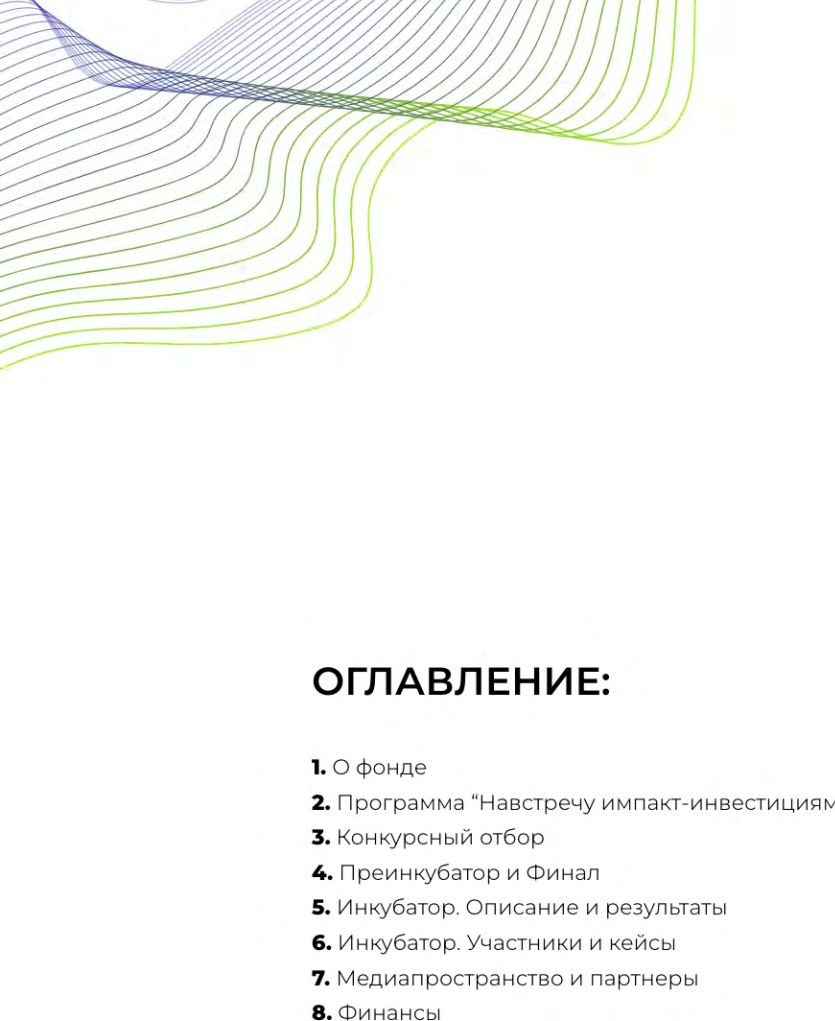 ОГЛАВЛЕНИЕ:
1. О фонде
2. Программа “Навстречу импакт-инвестициям
3. Конкурсный отбор
4. Преинкубатор и Финал
5. Инкубатор. Описание и результаты
6. Инкубатор. Участники и кейсы
7. Медиапространство и партнеры
8. Финансы